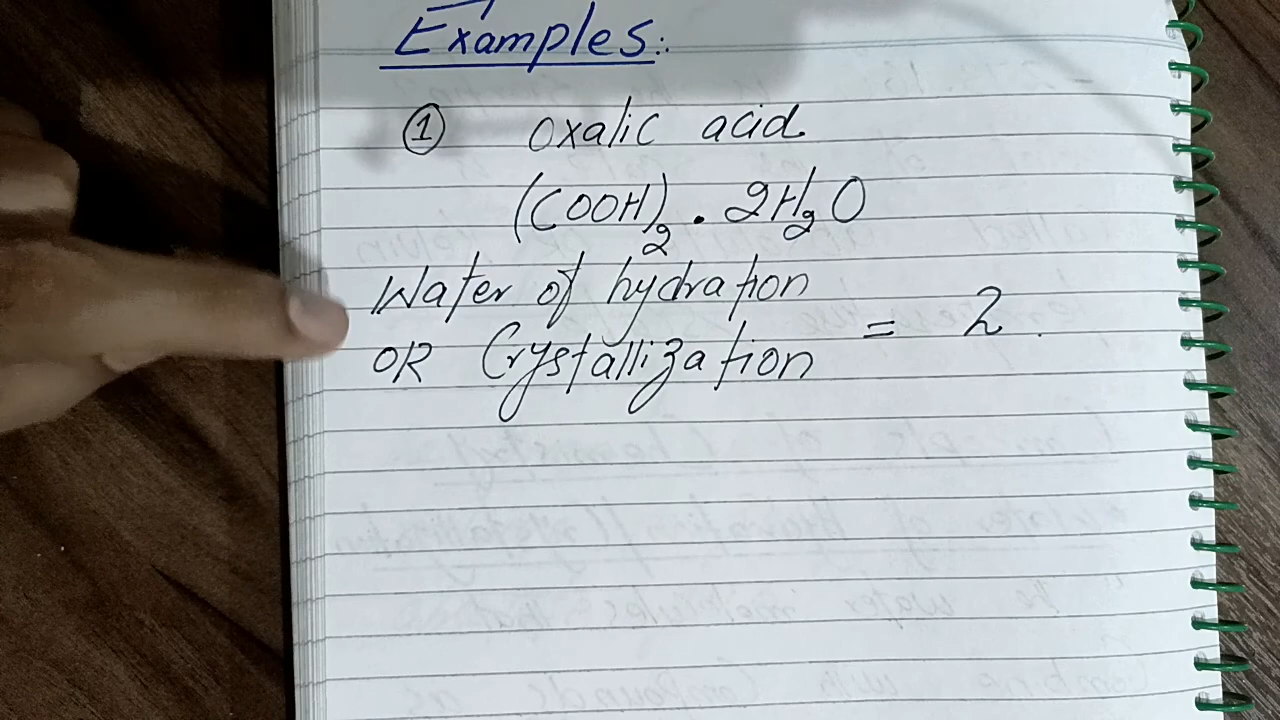 Examples:
① Oxalic acid.
(COOH)₂ . 2H₂O
Water of hydration
OR Crystallization = 2.